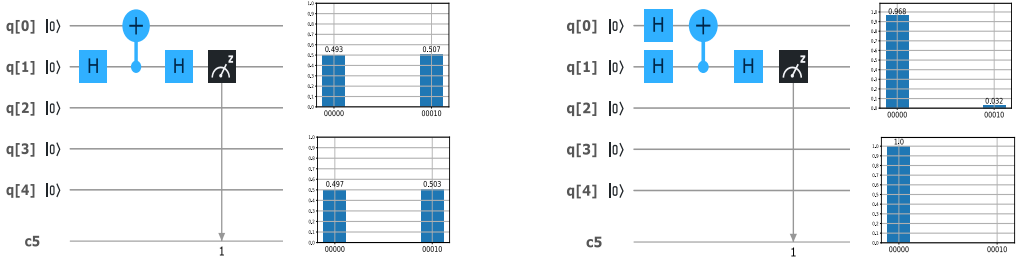 q[0] |0⟩ +
q[1] |0⟩ H H z
q[2] |0⟩
q[3] |0⟩
q[4] |0⟩
c5
1
0.493 0.507
00000 00010
0.497 0.503
00000 00010
q[0] |0⟩ H +
q[1] |0⟩ H H z
q[2] |0⟩
q[3] |0⟩
q[4] |0⟩
c5
1
0.968
0.032
00000 00010
1.0
00000 00010